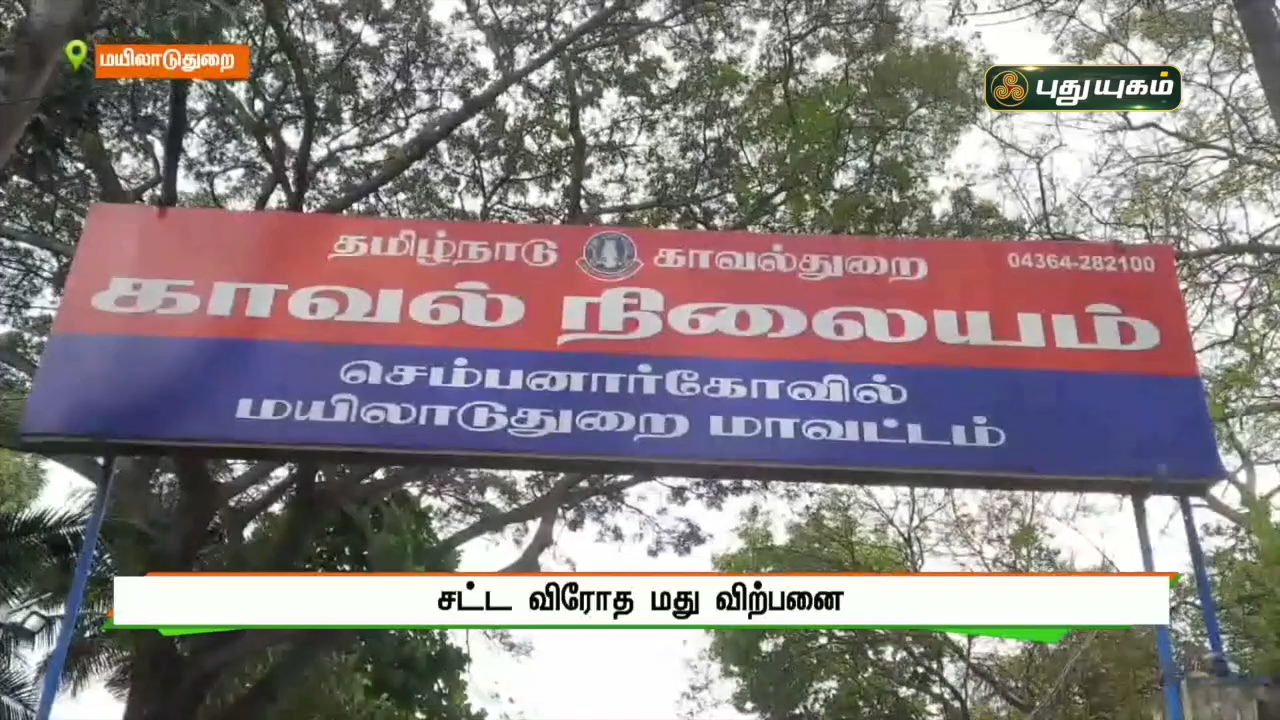 மயிலாடுதுறை
புதுயுகம்
தமிழ்நாடு காவல்துறை 04364-282100
காவல் நிலையம்
செம்பனார்கோவில்
மயிலாடுதுறை மாவட்டம்
சட்ட விரோத மது விற்பனை